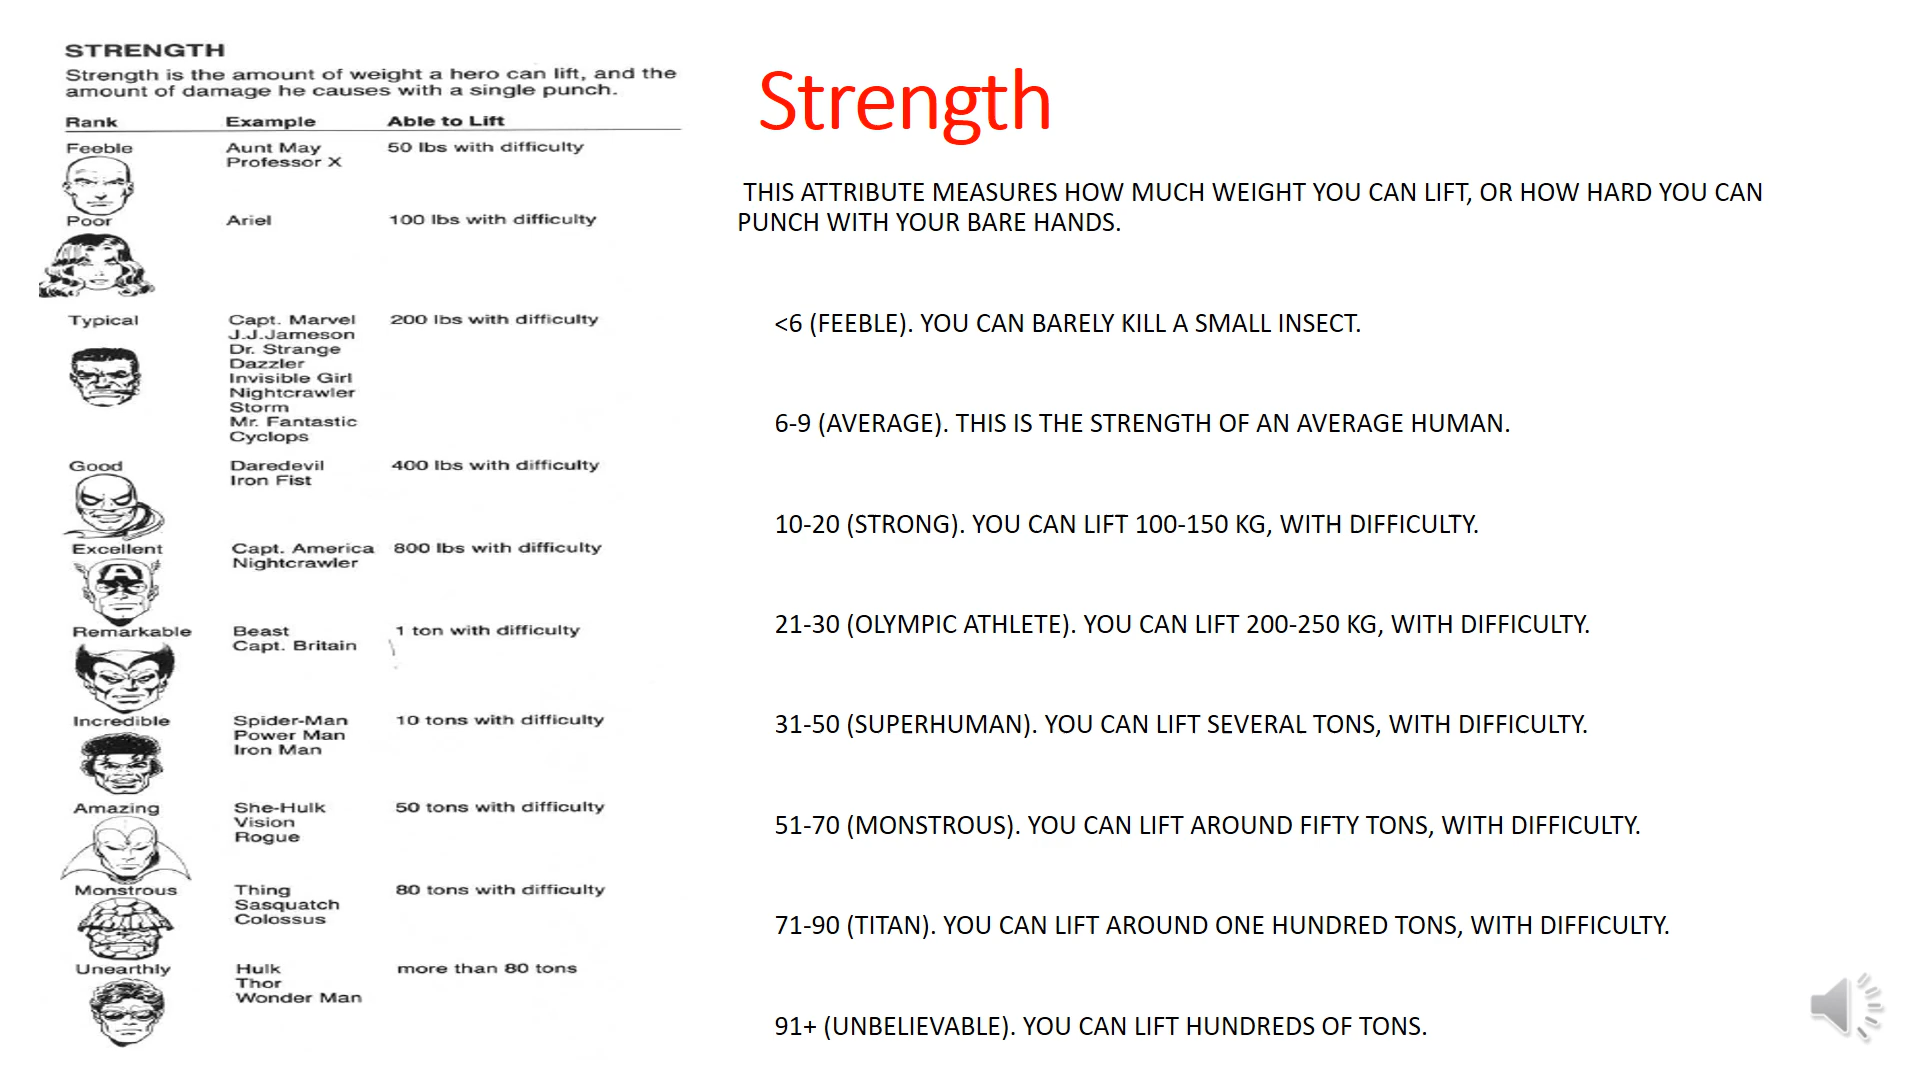 STRENGTH
Strength is the amount of weight a hero can lift, and the
amount of damage he causes with a single punch.
Rank Example Able to Lift
Feeble Aunt May 50 lbs with difficulty
Professor X
Poor Ariel 100 lbs with difficulty
Typical Capt. Marvel 200 lbs with difficulty
J.J.Jameson
Dr. Strange
Dazzler
Invisible Girl
Nightcrawler
Storm
Mr. Fantastic
Cyclops
Good Daredevil 400 lbs with difficulty
Iron Fist
Excellent Capt. America 800 lbs with difficulty
Nightcrawler
A
Remarkable Beast 1 ton with difficulty
Capt. Britain
Incredible Spider-Man 10 tons with difficulty
Power Man
Iron Man
Amazing She-Hulk 50 tons with difficulty
Vision
Rogue
Monstrous Thing 80 tons with difficulty
Sasquatch
Colossus
Unearthly Hulk more than 80 tons
Thor
Wonder Man
Strength
THIS ATTRIBUTE MEASURES HOW MUCH WEIGHT YOU CAN LIFT, OR HOW HARD YOU CAN
PUNCH WITH YOUR BARE HANDS.
<6 (FEEBLE). YOU CAN BARELY KILL A SMALL INSECT.
6-9 (AVERAGE). THIS IS THE STRENGTH OF AN AVERAGE HUMAN.
10-20 (STRONG). YOU CAN LIFT 100-150 KG, WITH DIFFICULTY.
21-30 (OLYMPIC ATHLETE). YOU CAN LIFT 200-250 KG, WITH DIFFICULTY.
31-50 (SUPERHUMAN). YOU CAN LIFT SEVERAL TONS, WITH DIFFICULTY.
51-70 (MONSTROUS). YOU CAN LIFT AROUND FIFTY TONS, WITH DIFFICULTY.
71-90 (TITAN). YOU CAN LIFT AROUND ONE HUNDRED TONS, WITH DIFFICULTY.
91+ (UNBELIEVABLE). YOU CAN LIFT HUNDREDS OF TONS.